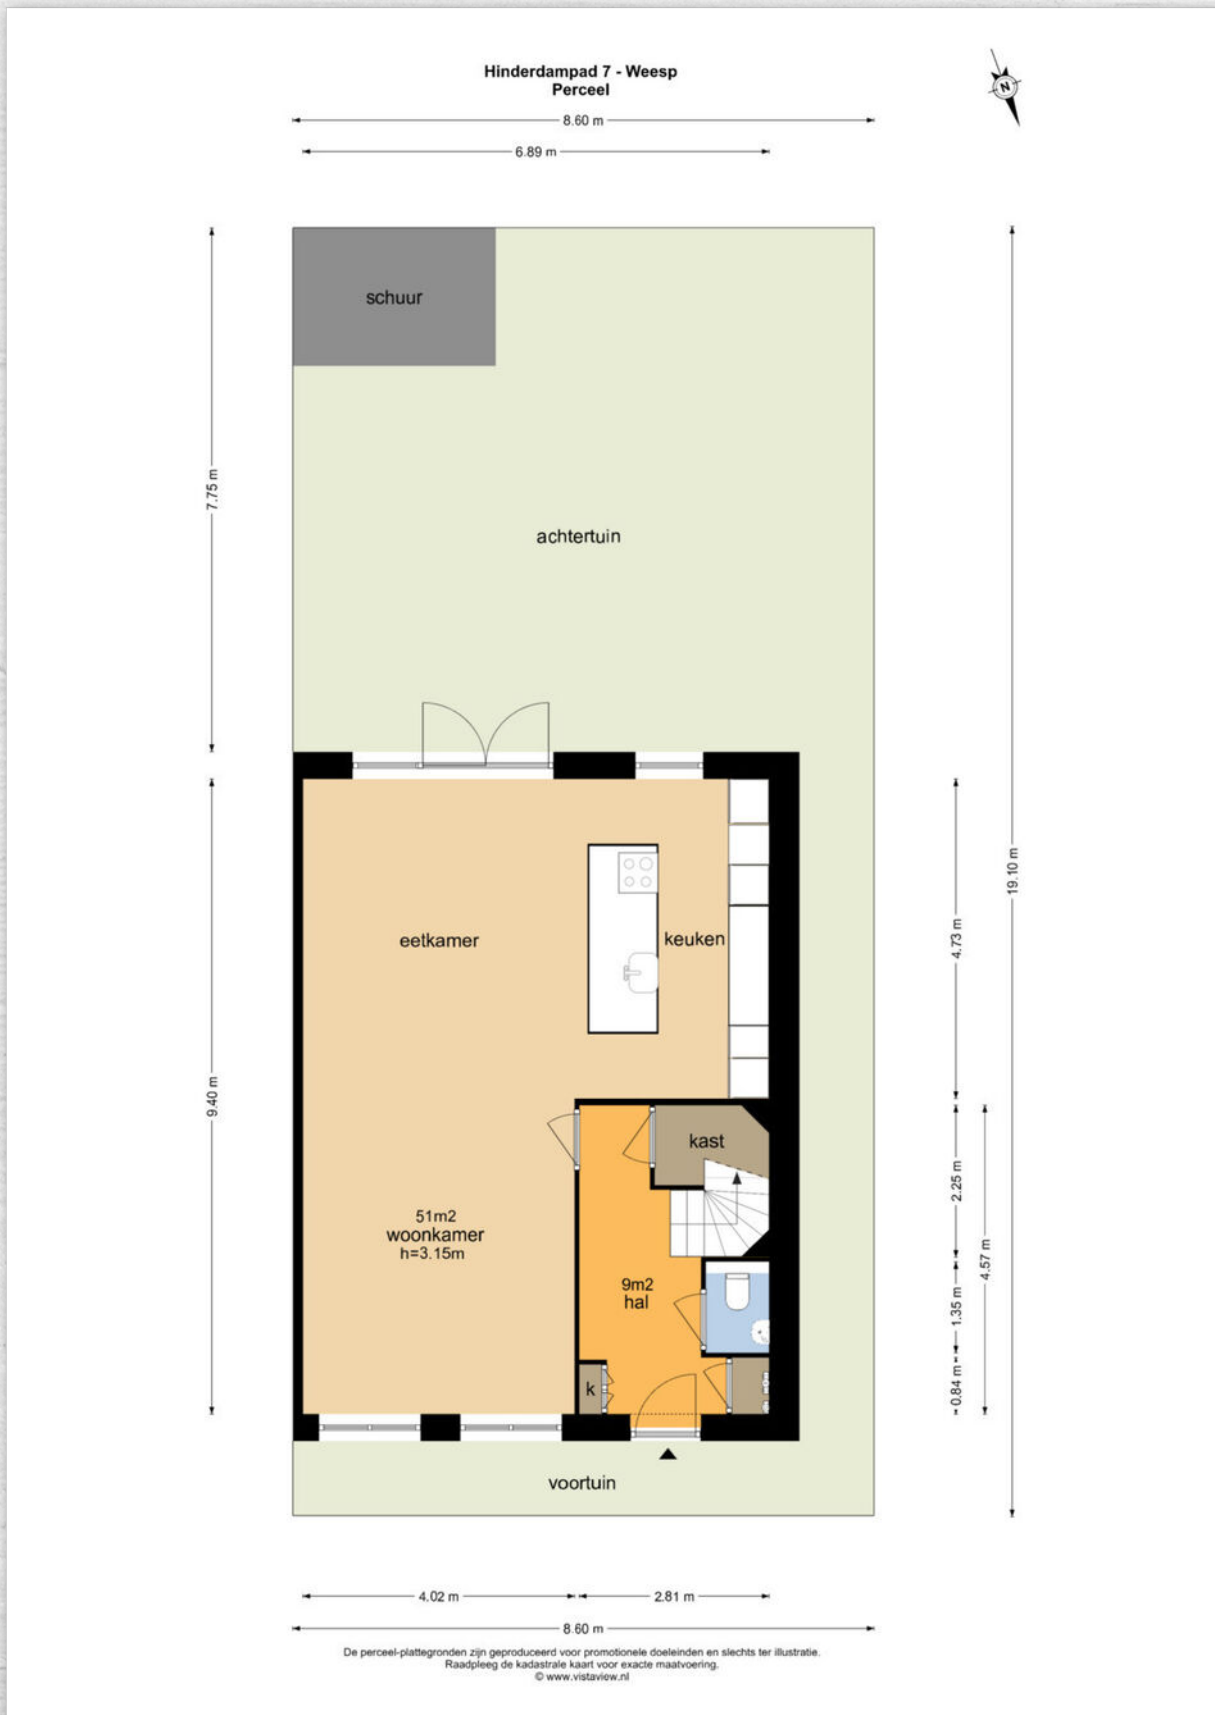 Hinderdampad 7 - Weesp
Perceel
N
8.60 m
6.89 m
schuur
7.75 m
achtertuin
19.10 m
eetkamer
keuken
4.73 m
9.40 m
kast
2.25 m
51m2
woonkamer
h=3.15m
4.57 m
9m2
hal
1.35 m
k
0.84 m
voortuin
4.02 m
2.81 m
8.60 m
De perceel-plattegronden zijn geproduceerd voor promotionele doeleinden en slechts ter illustratie.
Raadpleeg de kadastrale kaart voor exacte maatvoering.
© www.vistaview.nl